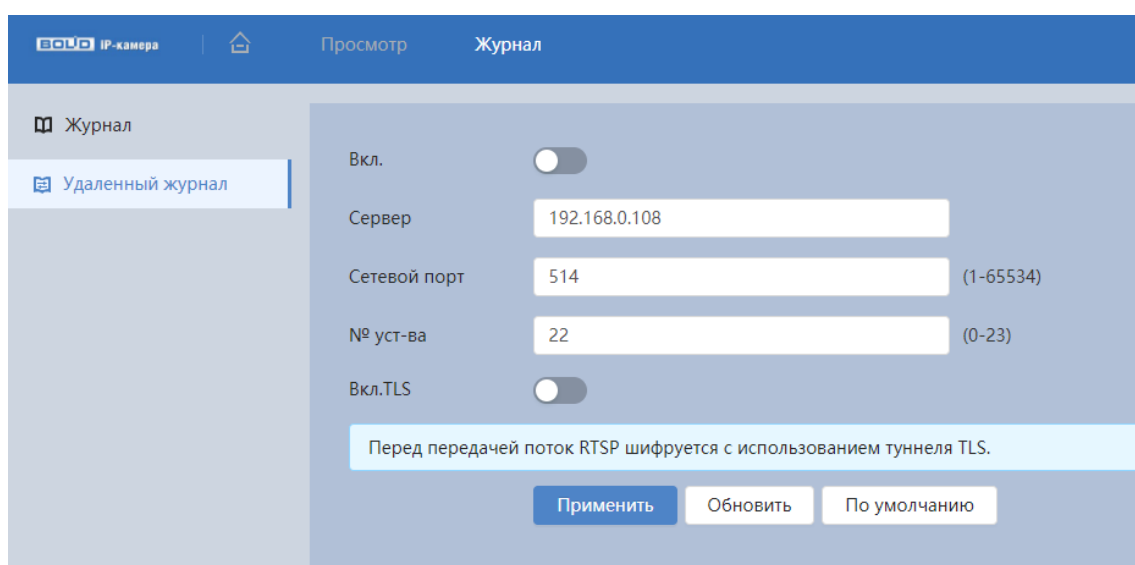 BOLID IP-камера Просмотр Журнал
Журнал
Удаленный журнал
Вкл.
Сервер 192.168.0.108
Сетевой порт 514 (1-65534)
№ уст-ва 22 (0-23)
Вкл.TLS
Перед передачей поток RTSP шифруется с использованием туннеля TLS.
Применить Обновить По умолчанию